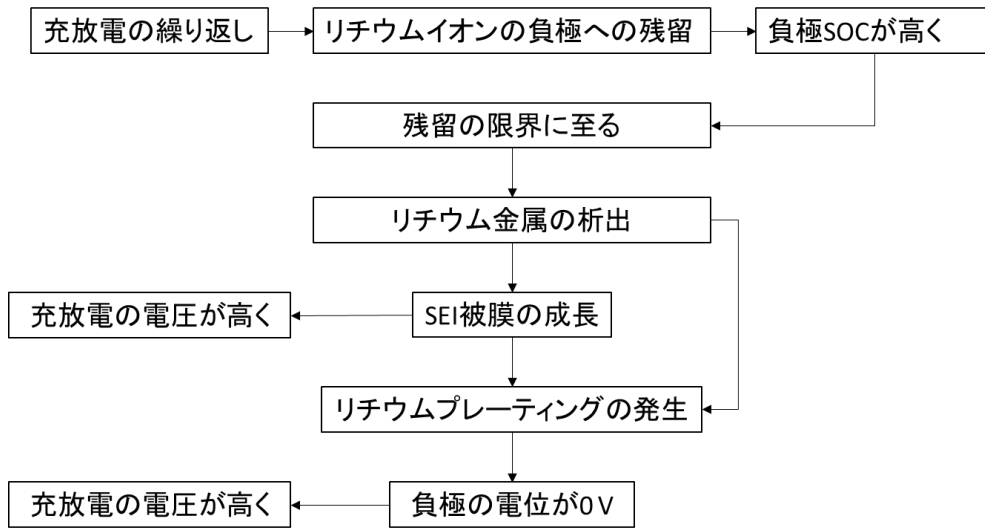 充放電の繰り返し
リチウムイオンの負極への残留
負極SOCが高く
残留の限界に至る
リチウム金属の析出
充放電の電圧が高く
SEI被膜の成長
リチウムプレーティングの発生
充放電の電圧が高く
負極の電位が0V